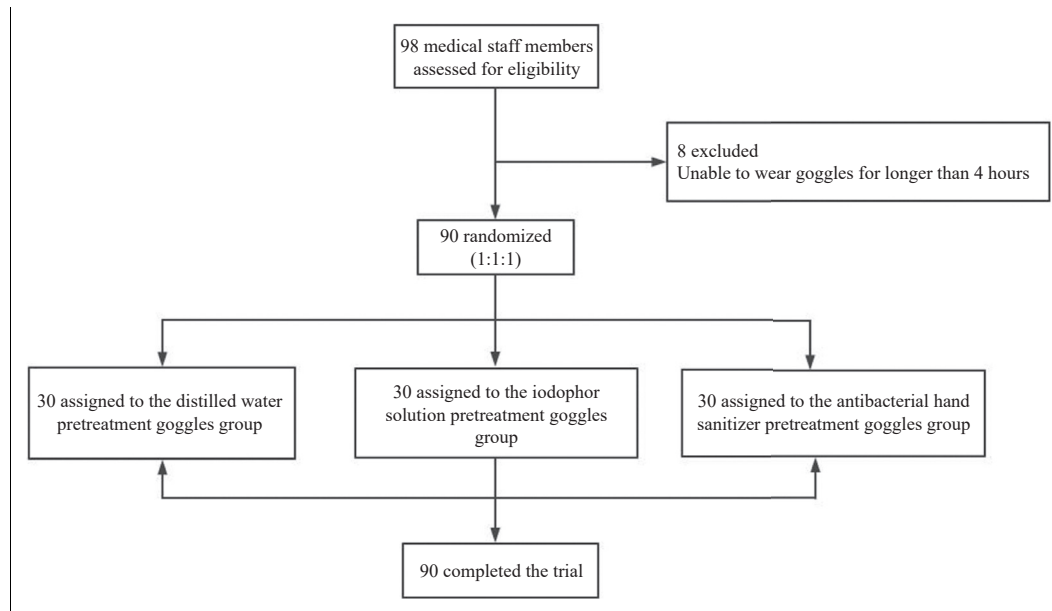 98 medical staff members
assessed for eligibility
8 excluded
Unable to wear goggles for longer than 4 hours
90 randomized
(1:1:1)
30 assigned to the distilled water
pretreatment goggles group
30 assigned to the iodophor
solution pretreatment goggles
group
30 assigned to the antibacterial hand
sanitizer pretreatment goggles group
90 completed the trial